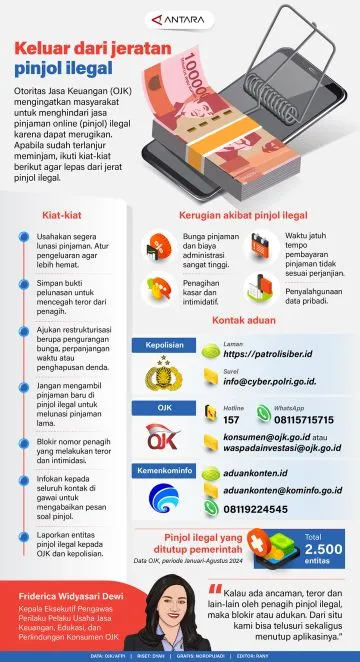 ANTARA
Keluar dari jeratan
pinjol ilegal
Otoritas Jasa Keuangan (OJK)
mengingatkan masyarakat
untuk menghindari jasa
pinjaman online (pinjol) ilegal
karena dapat merugikan.
Apabila sudah terlanjur
meminjam, ikuti kiat-kiat
berikut agar lepas dari jerat
pinjol ilegal.
100000
Kiat-kiat
Usahakan segera
lunasi pinjaman. Atur
pengeluaran agar
lebih hemat.
Simpan bukti
pelunasan untuk
mencegah teror dari
penagih.
Ajukan restrukturisasi
berupa pengurangan
bunga, perpanjangan
waktu atau
penghapusan denda.
Jangan mengambil
pinjaman baru di
pinjol ilegal untuk
melunasi pinjaman
lama.
Blokir nomor penagih
yang melakukan teror
dan intimidasi.
Infokan kepada
seluruh kontak di
gawai untuk
mengabaikan pesan
soal pinjol.
Laporkan entitas
pinjol ilegal kepada
OJK dan kepolisian.
Kerugian akibat pinjol ilegal
Bunga pinjaman
dan biaya
administrasi
sangat tinggi.
Waktu jatuh
tempo
pembayaran
pinjaman tidak
sesuai perjanjian.
Penagihan
kasar dan
intimidatif.
Penyalahgunaan
data pribadi.
Kontak aduan
Kepolisian
Laman
https://patrolisiber.id
Surel
info@cyber.polri.go.id.
OJK
OJK
Hotline
157
WhatsApp
08115715715
konsumen@ojk.go.id atau
waspadainvestasi@ojk.go.id
Kemenkominfo
aduankonten.id
aduankonten@kominfo.go.id
08119224545
Pinjol ilegal yang
ditutup pemerintah
Data OJK, periode Januari-Agustus 2024
Total
2.500
entitas
Friderica Widyasari Dewi
Kepala Eksekutif Pengawas
Perilaku Pelaku Usaha Jasa
Keuangan, Edukasi, dan
Perlindungan Konsumen OJK
"Kalau ada ancaman, teror dan
lain-lain oleh penagih pinjol ilegal,
maka blokir atau adukan. Dari situ
kami bisa telusuri sekaligus
menutup aplikasinya."
DATA: OJK/AFPI | RISET: DYAH | GRAFIS: NOROPUJADI | EDITOR: RANY